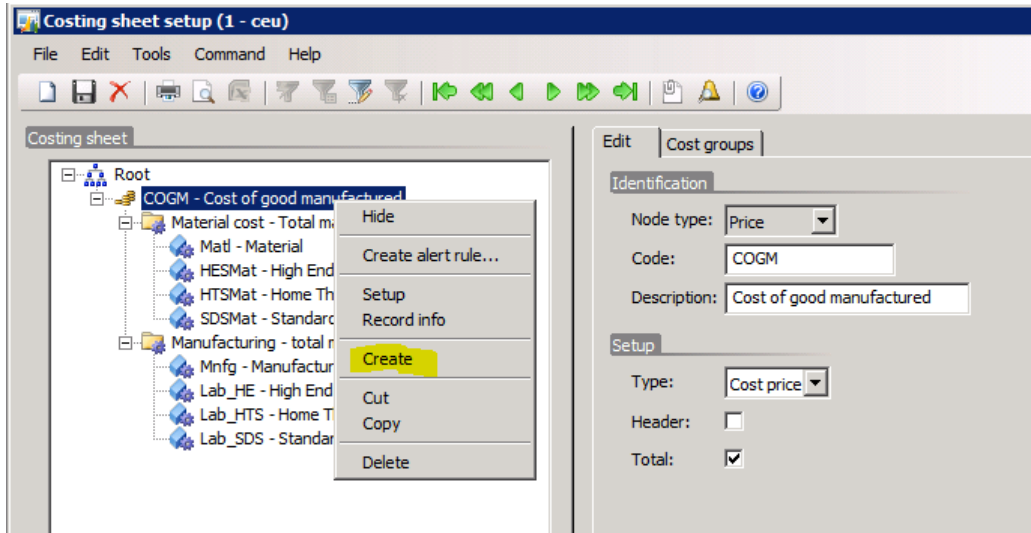 Costing sheet setup (1 - ceu)
File Edit Tools Command Help
Costing sheet
Root
COGM - Cost of good manufactured
Material cost - Total m
Matl - Material
HESMat - High End
HTSMat - Home Th
SDSMat - Standard
Manufacturing - total
Mnfg - Manufactur
Lab_HE - High End
Lab_HTS - Home T
Lab_SDS - Standar
Hide
Create alert rule...
Setup
Record info
Create
Cut
Copy
Delete
Edit Cost groups
Identification
Node type: Price
Code: COGM
Description: Cost of good manufactured
Setup
Type: Cost price
Header:
Total: